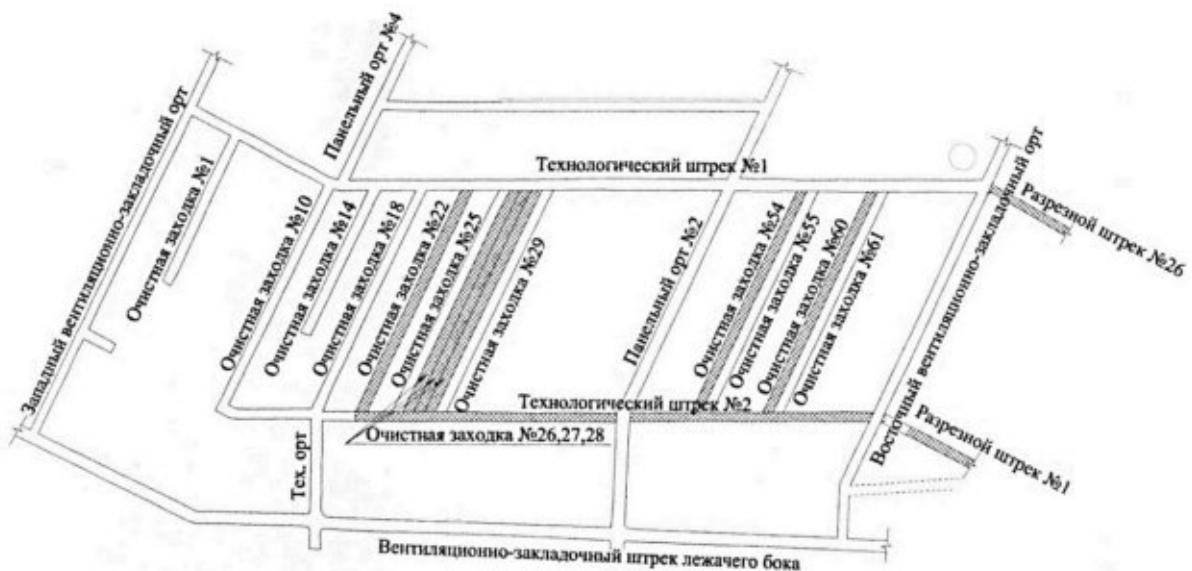 Западный вентиляционно-закладочный орт
Очистная заходка №1
Панельный орт №4
Технологический штрек №1
Очистная заходка №10
Очистная заходка №14
Очистная заходка №18
Очистная заходка №22
Очистная заходка №25
Очистная заходка №29
Панельный орт №2
Очистная заходка №54
Очистная заходка №55
Очистная заходка №60
Очистная заходка №61
Восточный вентиляционно-закладочный орт
Разрезной штрек №26
Технологический штрек №2
Очистная заходка №26,27,28
Тех. орт
Разрезной штрек №1
Вентиляционно-закладочный штрек лежачего бока